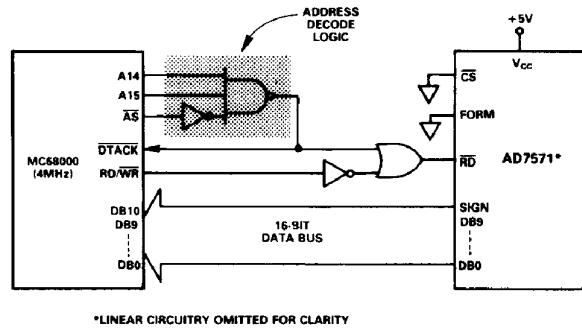 ADDRESS
DECODE
LOGIC
+5V
VCC
A14
A15
AS
DTACK
RD/WR
MC68000
(4MHz)
DB10
DB9
DB0
16-BIT
DATA BUS
CS
FORM
RD
AD7571*
SIGN
DB9
DB0
*LINEAR CIRCUITRY OMITTED FOR CLARITY